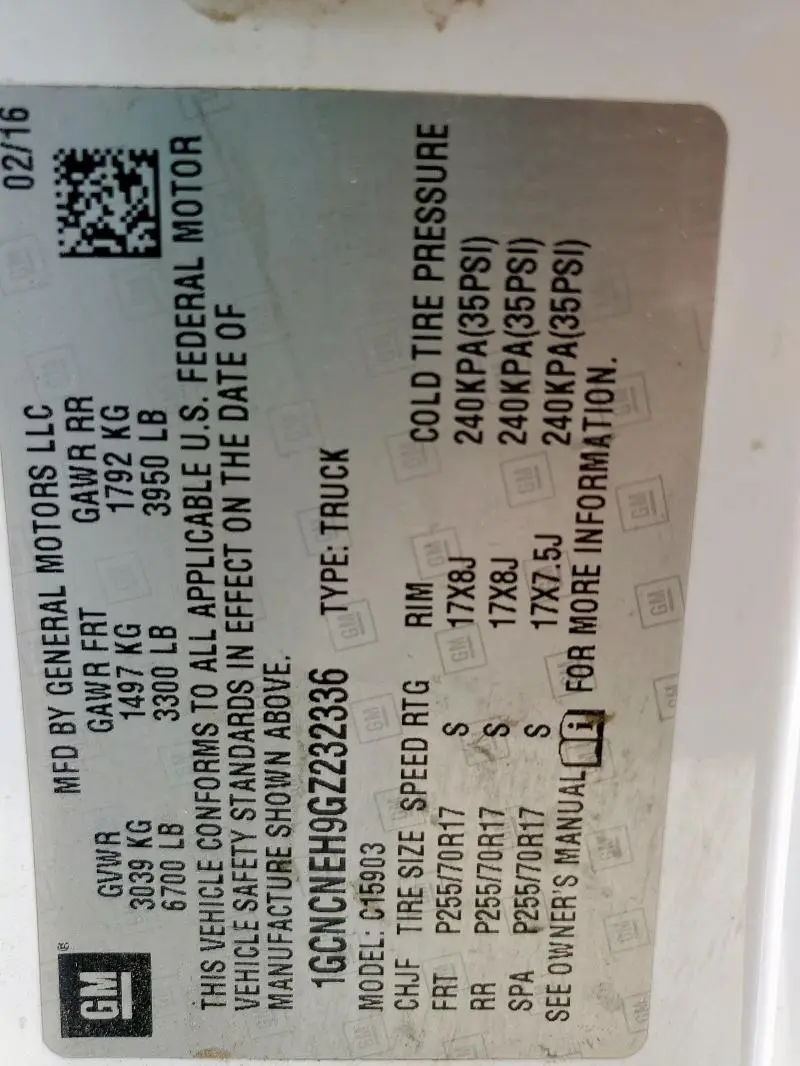 GM ®
MFD BY GENERAL MOTORS LLC 02/16
GVWR GAWR FRT GAWR RR
3039 KG 1497 KG 1792 KG
6700 LB 3300 LB 3950 LB
THIS VEHICLE CONFORMS TO ALL APPLICABLE U.S. FEDERAL MOTOR
VEHICLE SAFETY STANDARDS IN EFFECT ON THE DATE OF
MANUFACTURE SHOWN ABOVE.
1GCNCNEH9GZ232336 TYPE: TRUCK
MODEL: C15903
CHJF TIRE SIZE SPEED RTG RIM COLD TIRE PRESSURE
FRT P255/70R17 S 17X8J 240KPA(35PSI)
RR P255/70R17 S 17X8J 240KPA(35PSI)
SPA P255/70R17 S 17X7.5J 240KPA(35PSI)
SEE OWNER'S MANUAL i FOR MORE INFORMATION.